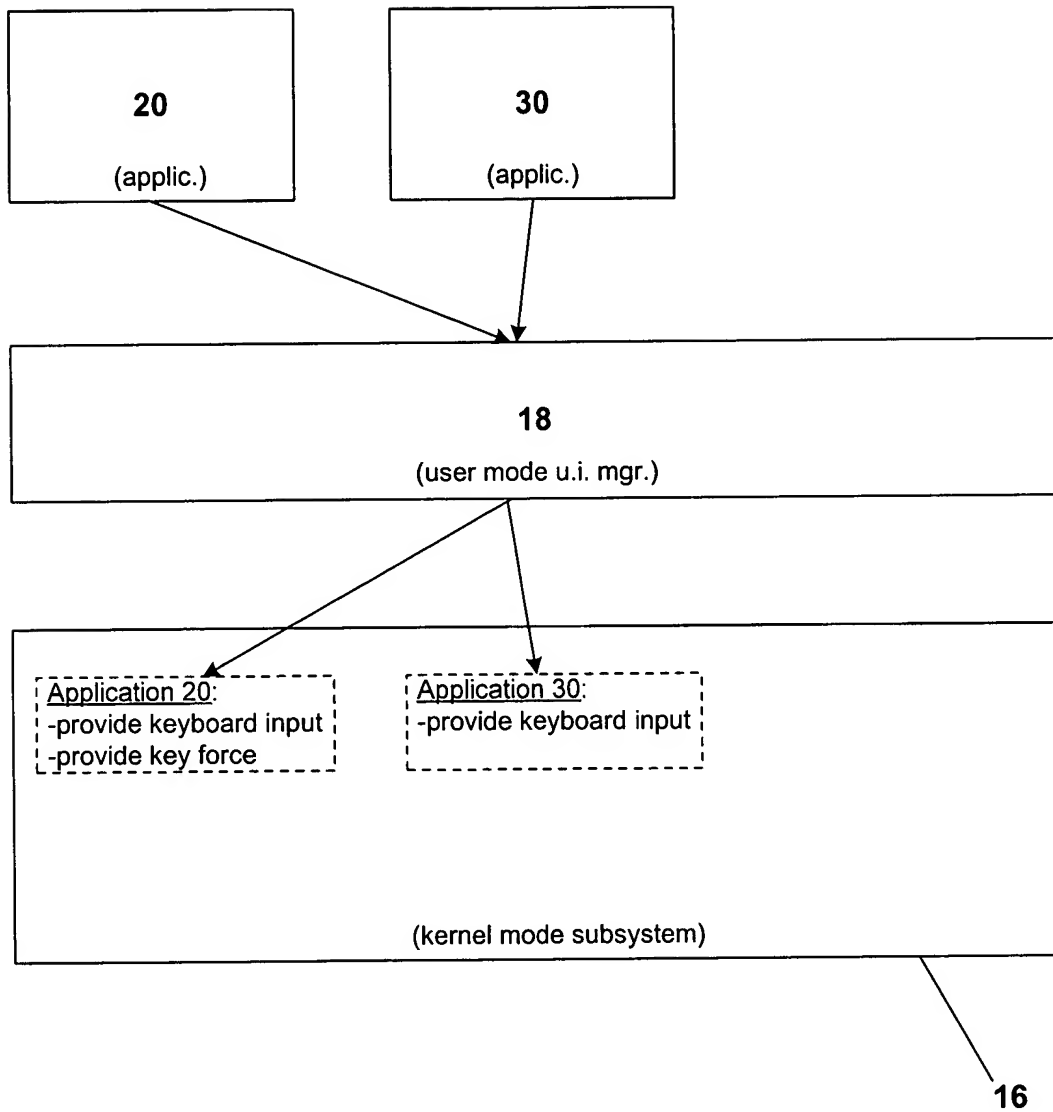 20
(applic.)
30
(applic.)
18
(user mode u.i. mgr.)
Application 20:
-provide keyboard input
-provide key force
Application 30:
-provide keyboard input
(kernel mode subsystem)
16